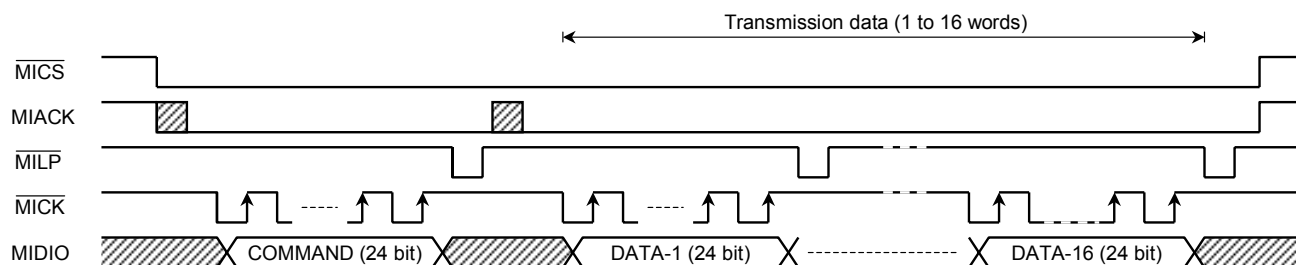 Transmission data (1 to 16 words)
MICS
MIACK
MILP
MICK
MIDIO COMMAND (24 bit) DATA-1 (24 bit) DATA-16 (24 bit)